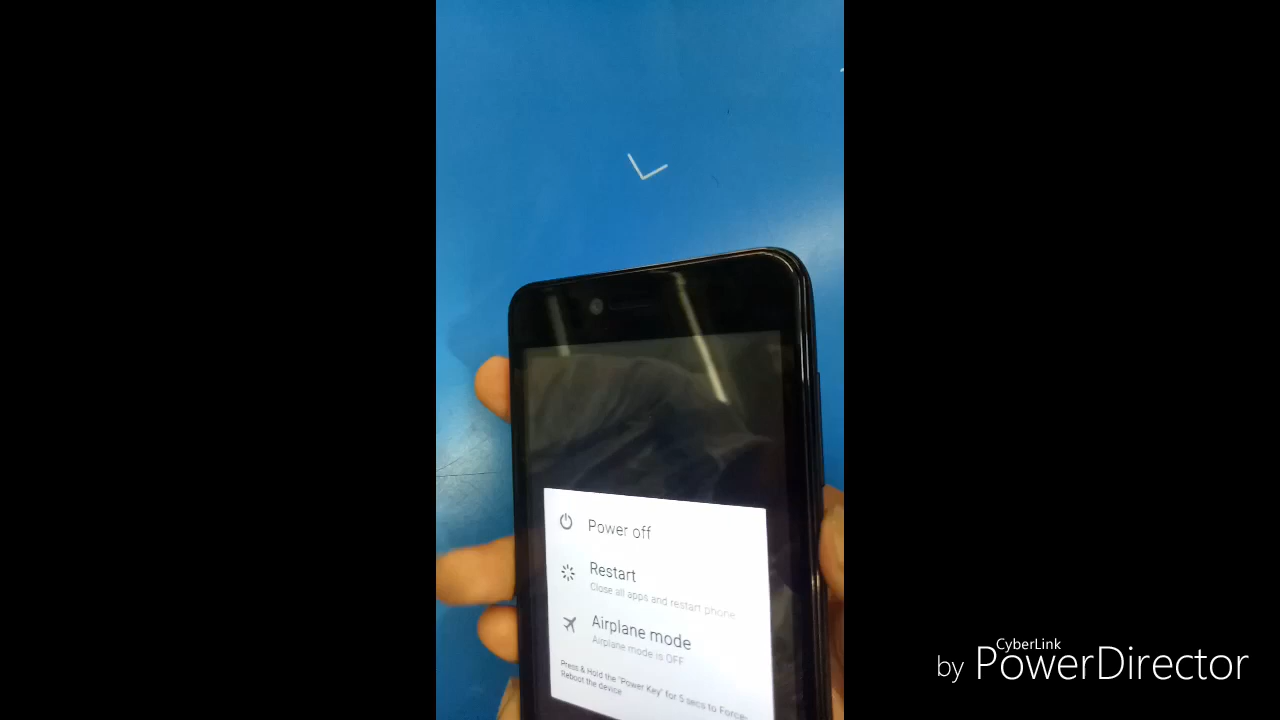 Power off
Restart
Close all apps and restart phone
Airplane mode
Airplane mode is OFF
Press & Hold the "Power Key" for 5 secs to Force-
Reboot the device
CyberLink
by PowerDirector